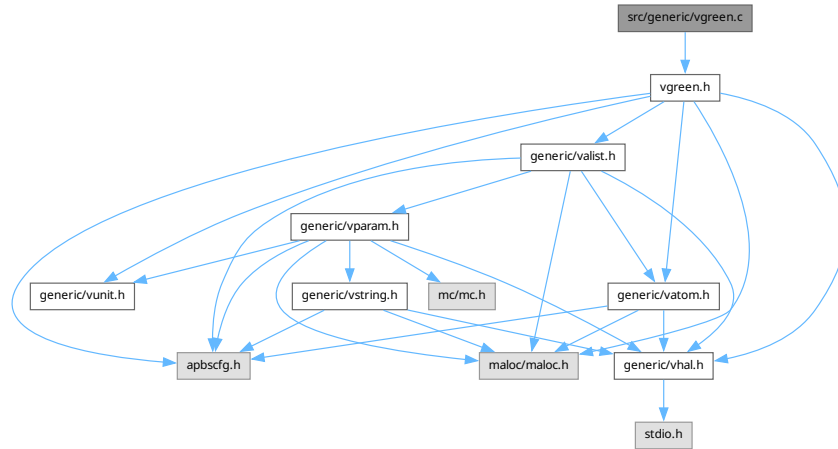 src/generic/vgreen.c
vgreen.h
generic/valist.h
generic/vparam.h
generic/vunit.h
generic/vstring.h
mc/mc.h
generic/vatom.h
apbscfg.h
maloc/maloc.h
generic/vhal.h
stdio.h